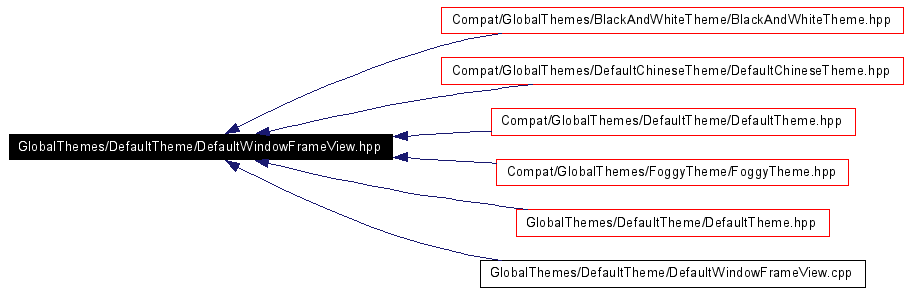 Compat/GlobalThemes/BlackAndWhiteTheme/BlackAndWhiteTheme.hpp
Compat/GlobalThemes/DefaultChineseTheme/DefaultChineseTheme.hpp
Compat/GlobalThemes/DefaultTheme/DefaultTheme.hpp
GlobalThemes/DefaultTheme/DefaultWindowFrameView.hpp
Compat/GlobalThemes/FoggyTheme/FoggyTheme.hpp
GlobalThemes/DefaultTheme/DefaultTheme.hpp
GlobalThemes/DefaultTheme/DefaultWindowFrameView.cpp